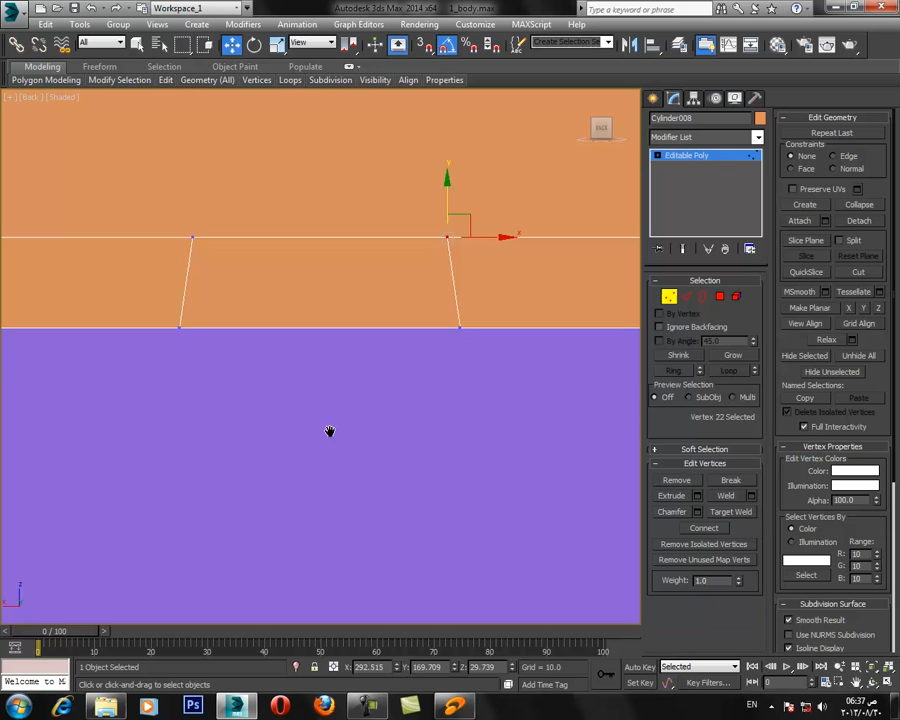 Workspace_1
Autodesk 3ds Max 2014 x64
1_body.max
Type a keyword or phrase
Edit Tools Group Views Create Modifiers Animation Graph Editors Rendering Customize MAXScript Help
All View Create Selection Se
Modeling Freeform Selection Object Paint Populate
Polygon Modeling Modify Selection Edit Geometry (All) Vertices Loops Subdivision Visibility Align Properties
[+] [Back] [Shaded]
BACK
y
x
z
x
Cylinder008
Modifier List
Editable Poly
Selection
By Vertex
Ignore Backfacing
By Angle: 45.0
Shrink Grow
Ring Loop
Preview Selection
Off SubObj Multi
Vertex 22 Selected
Soft Selection
Edit Vertices
Remove Break
Extrude Weld
Chamfer Target Weld
Connect
Remove Isolated Vertices
Remove Unused Map Verts
Weight: 1.0
Edit Geometry
Repeat Last
Constraints
None Edge
Face Normal
Preserve UVs
Create Collapse
Attach Detach
Slice Plane Split
Slice Reset Plane
QuickSlice Cut
MSmooth Tessellate
Make Planar X Y Z
View Align Grid Align
Relax
Hide Selected Unhide All
Hide Unselected
Named Selections:
Copy Paste
Delete Isolated Vertices
Full Interactivity
Vertex Properties
Edit Vertex Colors
Color:
Illumination:
Alpha: 100.0
Select Vertices By
Color Range:
Illumination R: 10
G: 10
Select B: 10
Subdivision Surface
Smooth Result
Use NURMS Subdivision
Isoline Display
0 / 100
10 20 30 40 50 60 70 80 90 100
1 Object Selected X: 292.515 Y: 169.709 Z: 29.739 Grid = 10.0 Auto Key Selected
Welcome to M Click or click-and-drag to select objects Add Time Tag Set Key Key Filters... 0
EN 06:37 ص
٢٠١٣/٠٨/٢٠